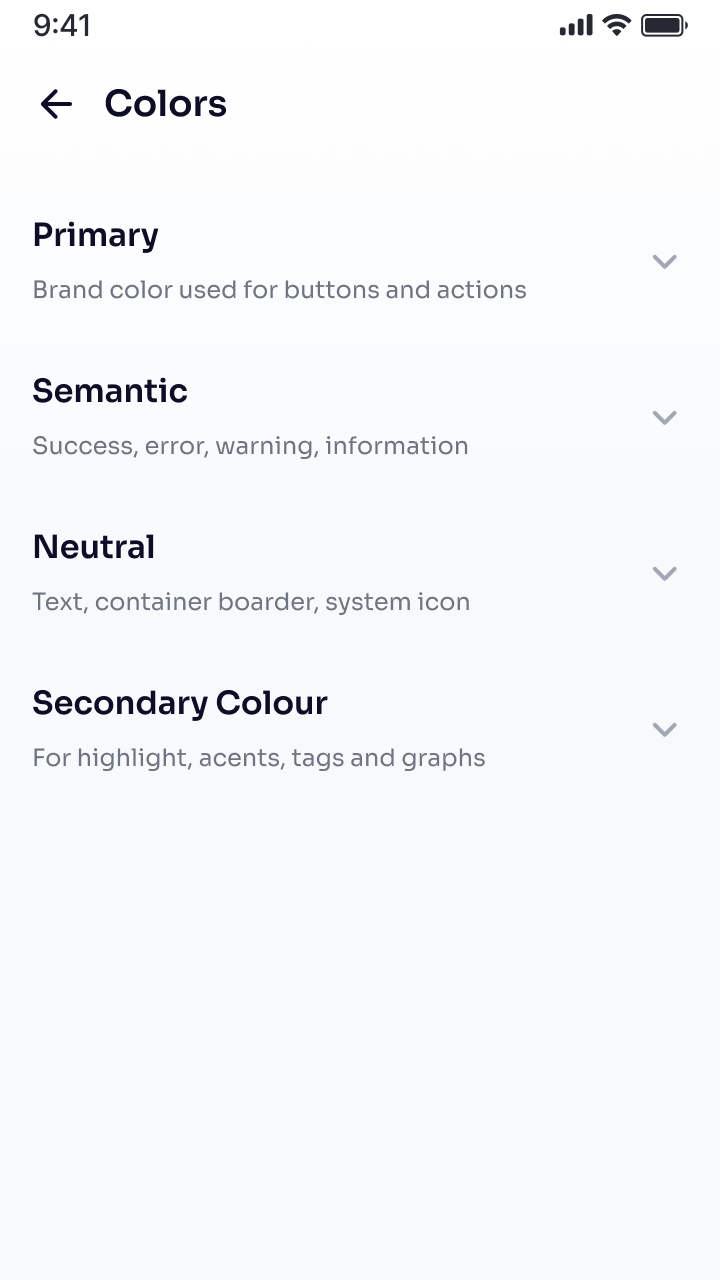 9:41
Colors
Primary
Brand color used for buttons and actions
Semantic
Success, error, warning, information
Neutral
Text, container boarder, system icon
Secondary Colour
For highlight, acents, tags and graphs